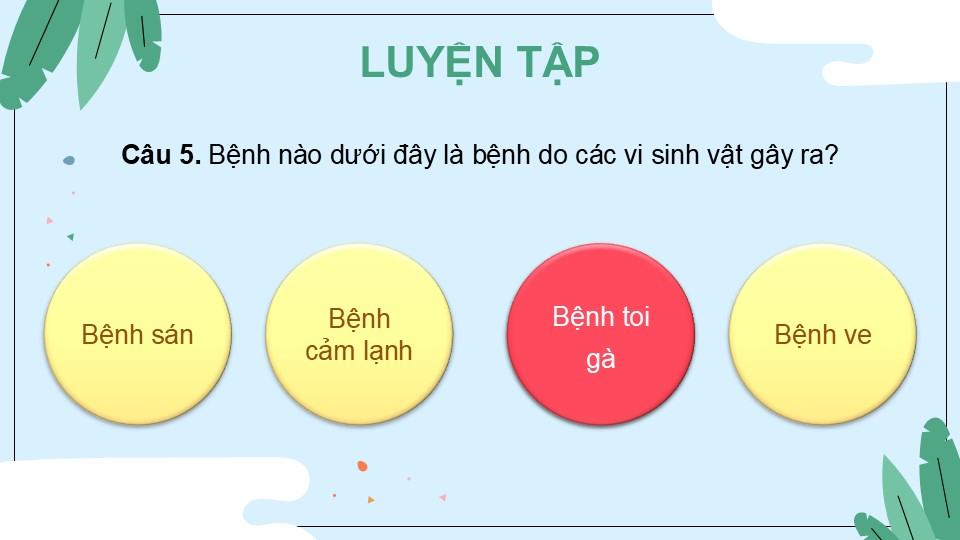 LUYỆN TẬP
Câu 5. Bệnh nào dưới đây là bệnh do các vi sinh vật gây ra?
Bệnh sán
Bệnh
cảm lạnh
Bệnh toi
gà
Bệnh ve